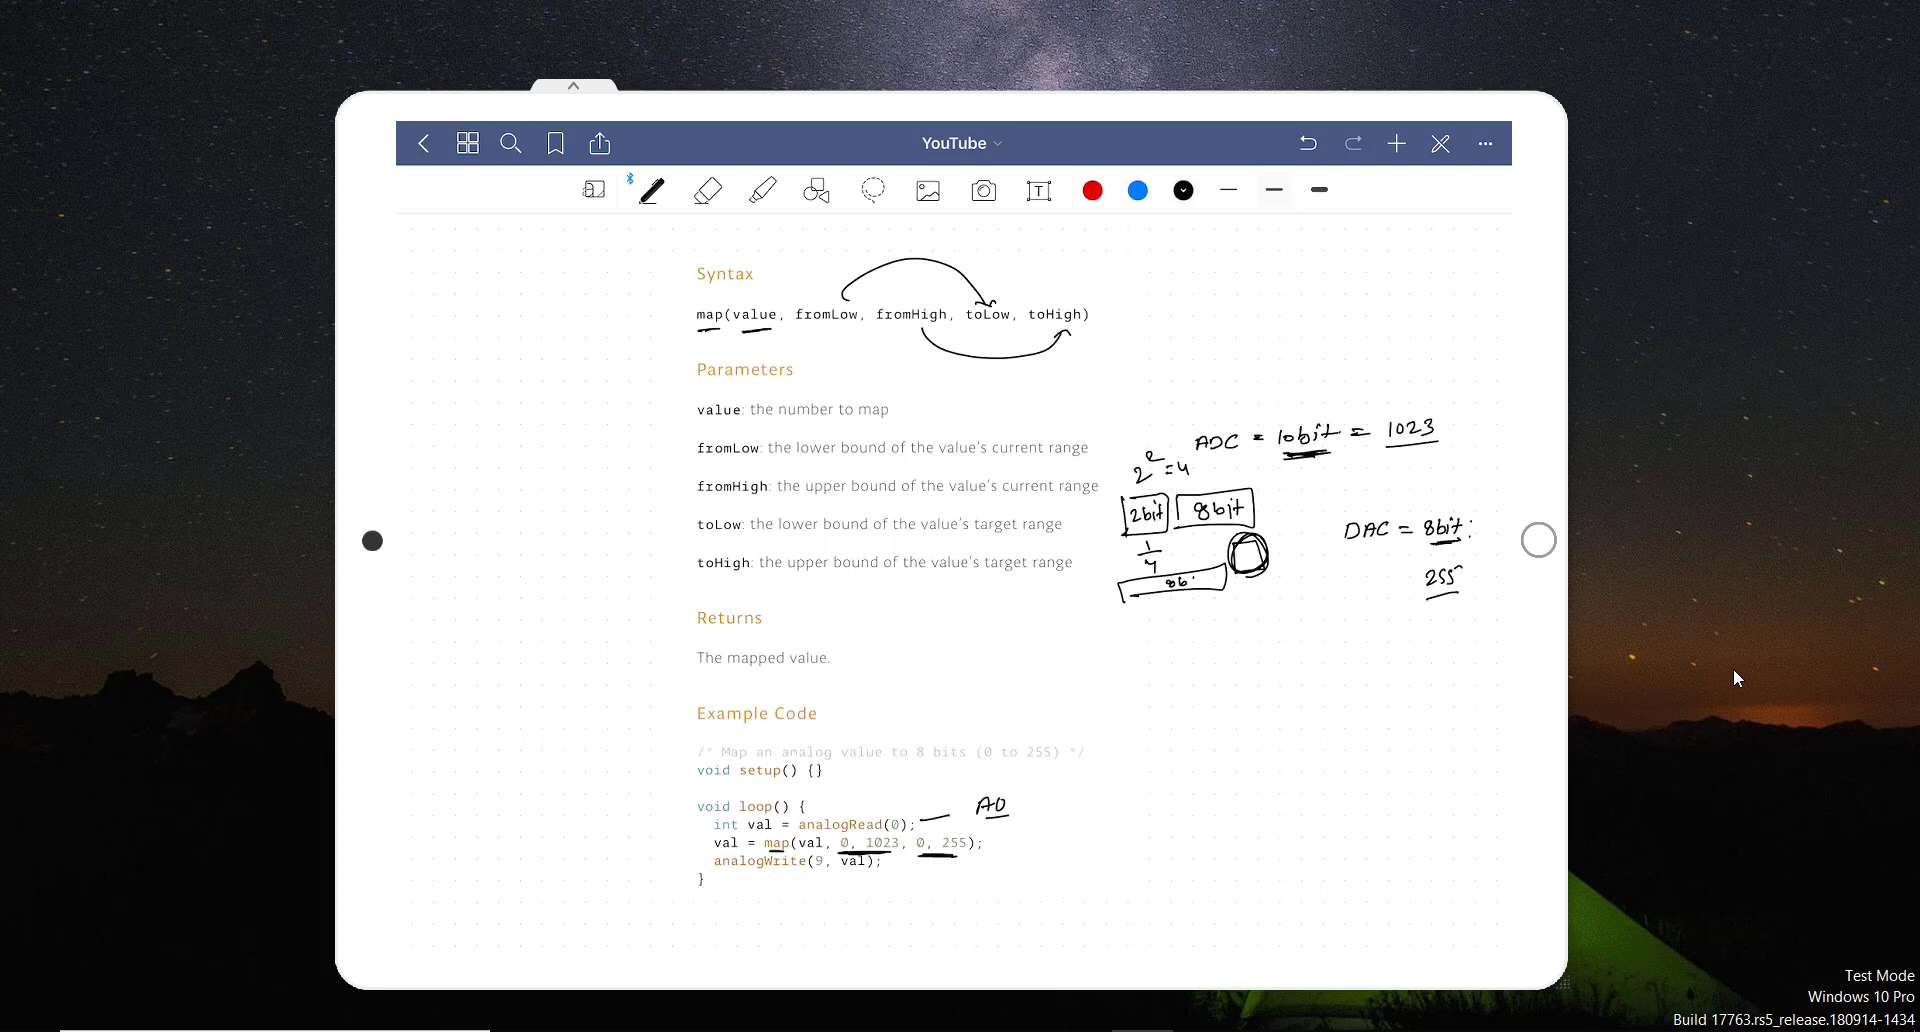 YouTube
T
Syntax
map(value, fromLow, fromHigh, toLow, toHigh)
Parameters
value: the number to map
fromLow: the lower bound of the value's current range
fromHigh: the upper bound of the value's current range
toLow: the lower bound of the value's target range
toHigh: the upper bound of the value's target range
ADC = 10bit = 1023
2² = 4
2bit 8bit
DAC = 8bit:
1/4
8b.
255
Returns
The mapped value.
Example Code
/* Map an analog value to 8 bits (0 to 255) */
void setup() {}
void loop() {
A0
int val = analogRead(0);
val = map(val, 0, 1023, 0, 255);
analogWrite(9, val);
}
Test Mode
Windows 10 Pro
Build 17763.rs5_release.180914-1434